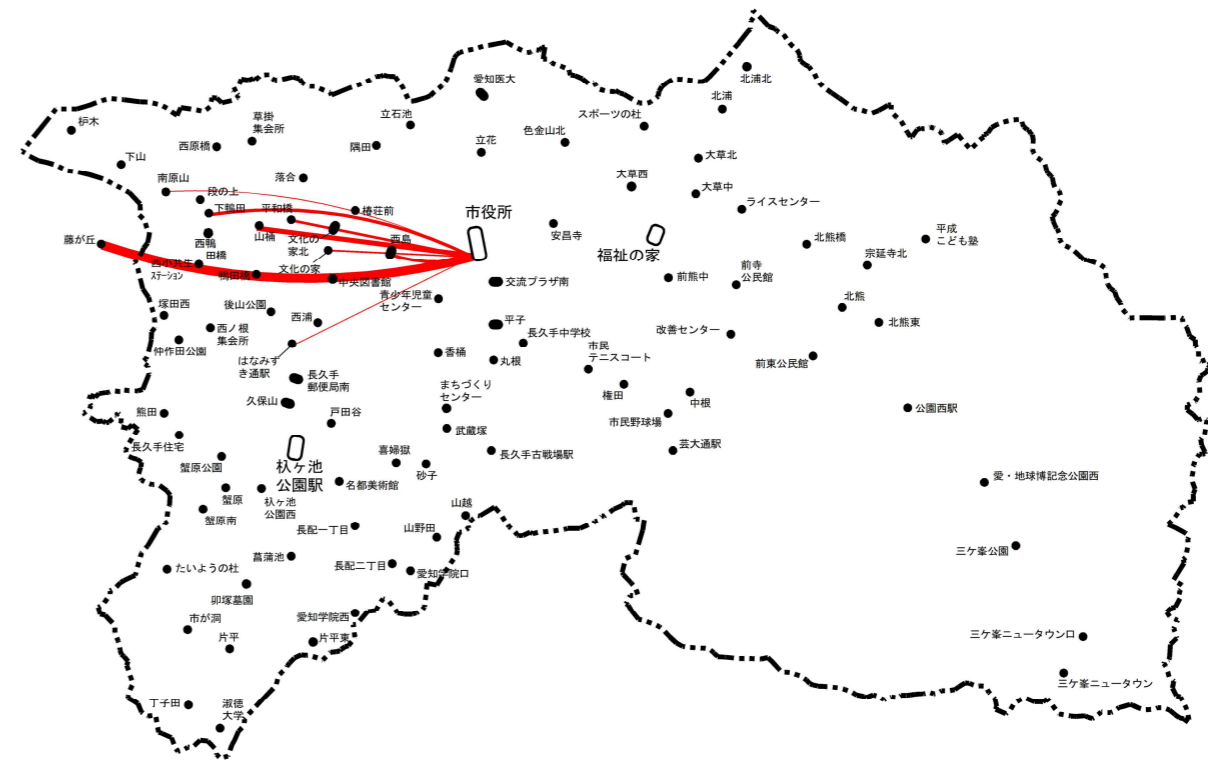 北浦北
愛知医大
北浦
スポーツの杜
立石池
草掛
集会所
枦木
色金山北
立花
西原橋
隅田
大草北
下山
大草西
落合
南原山
大草中
段の上
ライスセンター
下鴨田
平和橋
椿荘前
市役所
安昌寺
平成
こども塾
藤が丘
西鴨
田橋
山桶
文化の
家北
西島
福祉の家
北熊橋
宗延寺北
西小共生
ステーション
鴨田橋
文化の家
中央図書館
交流プラザ南
前熊中
前寺
公民館
青少年児童
センター
北熊
塚田西
後山公園
西浦
平子
北熊東
西ノ根
集会所
長久手中学校
改善センター
仲作田公園
はなみず
き通駅
香桶
丸根
市民
テニスコート
前東公民館
長久手
郵便局南
まちづくり
センター
権田
中根
久保山
公園西駅
熊田
戸田谷
市民野球場
武蔵塚
長久手住宅
芸大通駅
喜婦嶽
長久手古戦場駅
蟹原公園
杁ヶ池
公園駅
砂子
愛・地球博記念公園西
名都美術館
蟹原
杁ヶ池
公園西
山越
蟹原南
長配一丁目
山野田
三ケ峯公園
菖蒲池
長配二丁目
たいようの杜
愛知学院口
卯塚墓園
市が洞
愛知学院西
片平
片平東
三ケ峯ニュータウン口
三ケ峯ニュータウン
丁子田
淑徳
大学